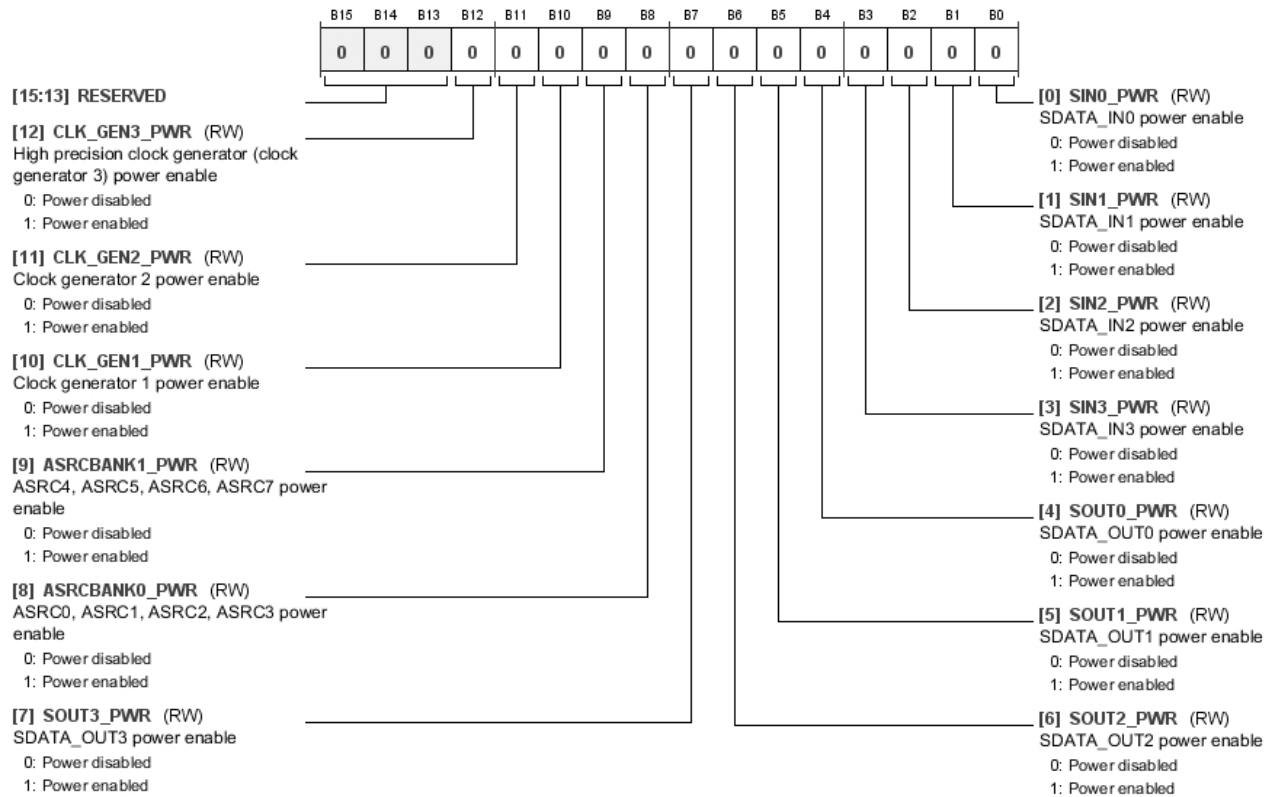 B15 B14 B13 B12 B11 B10 B9 B8 B7 B6 B5 B4 B3 B2 B1 B0
0 0 0 0 0 0 0 0 0 0 0 0 0 0 0 0
[15:13] RESERVED
[12] CLK_GEN3_PWR (RW)
High precision clock generator (clock
generator 3) power enable
0: Power disabled
1: Power enabled
[11] CLK_GEN2_PWR (RW)
Clock generator 2 power enable
0: Power disabled
1: Power enabled
[10] CLK_GEN1_PWR (RW)
Clock generator 1 power enable
0: Power disabled
1: Power enabled
[9] ASRCBANK1_PWR (RW)
ASRC4, ASRC5, ASRC6, ASRC7 power
enable
0: Power disabled
1: Power enabled
[8] ASRCBANK0_PWR (RW)
ASRC0, ASRC1, ASRC2, ASRC3 power
enable
0: Power disabled
1: Power enabled
[7] SOUT3_PWR (RW)
SDATA_OUT3 power enable
0: Power disabled
1: Power enabled
[0] SIN0_PWR (RW)
SDATA_IN0 power enable
0: Power disabled
1: Power enabled
[1] SIN1_PWR (RW)
SDATA_IN1 power enable
0: Power disabled
1: Power enabled
[2] SIN2_PWR (RW)
SDATA_IN2 power enable
0: Power disabled
1: Power enabled
[3] SIN3_PWR (RW)
SDATA_IN3 power enable
0: Power disabled
1: Power enabled
[4] SOUT0_PWR (RW)
SDATA_OUT0 power enable
0: Power disabled
1: Power enabled
[5] SOUT1_PWR (RW)
SDATA_OUT1 power enable
0: Power disabled
1: Power enabled
[6] SOUT2_PWR (RW)
SDATA_OUT2 power enable
0: Power disabled
1: Power enabled